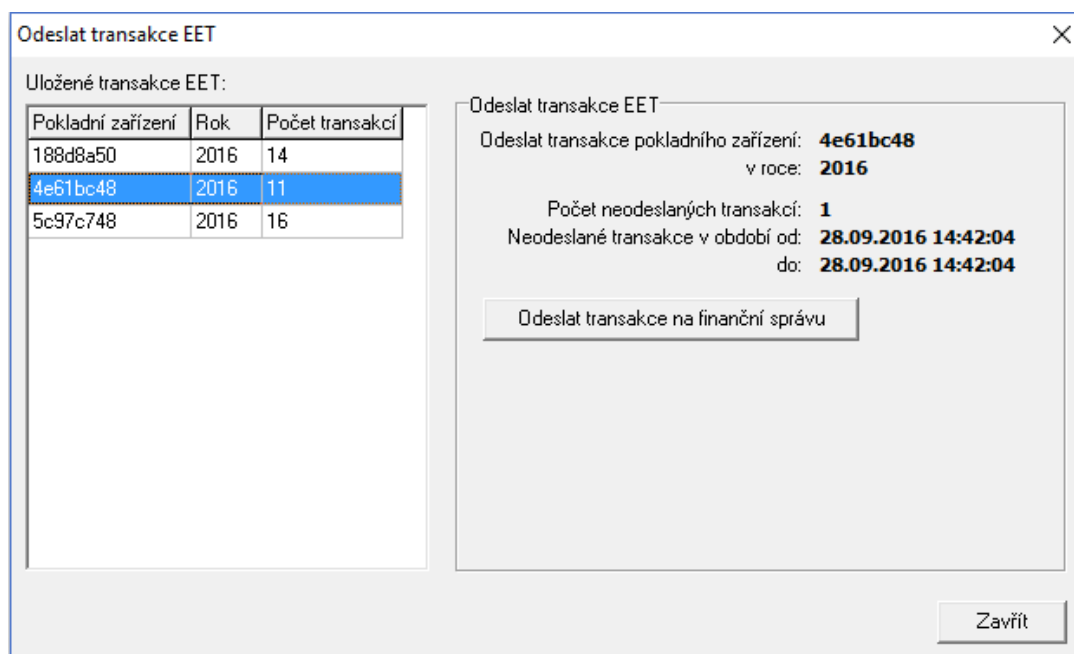 Odeslat transakce EET
Uložené transakce EET:
Pokladní zařízení Rok Počet transakcí
188d8a50 2016 14
4e61bc48 2016 11
5c97c748 2016 16
Odeslat transakce EET
Odeslat transakce pokladního zařízení: 4e61bc48
v roce: 2016
Počet neodeslaných transakcí: 1
Neodeslané transakce v období od: 28.09.2016 14:42:04
do: 28.09.2016 14:42:04
Odeslat transakce na finanční správu
Zavřít